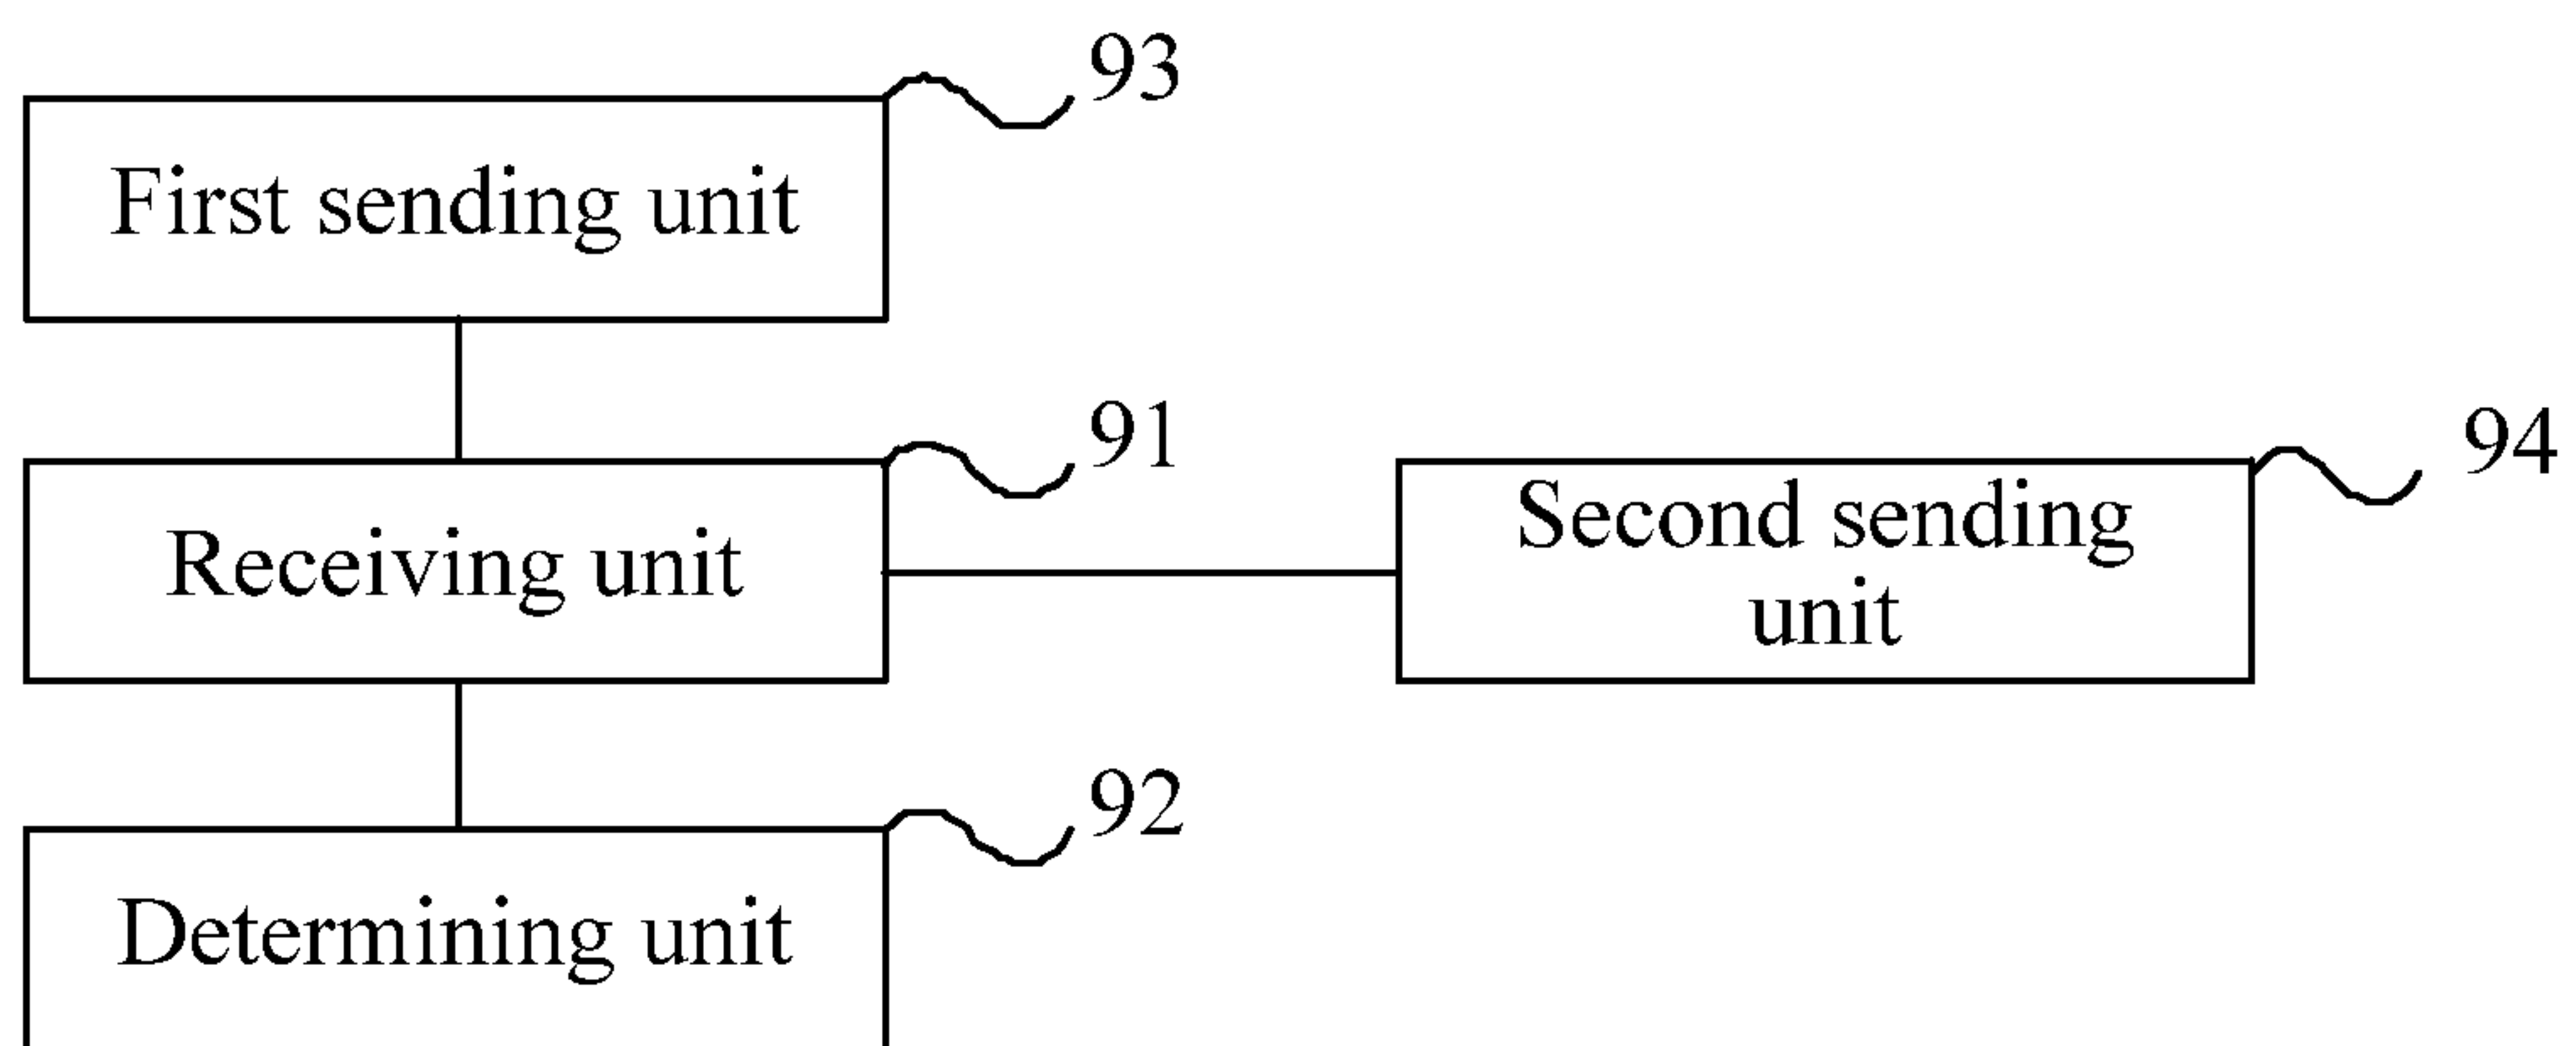 93
First sending unit
91
Receiving unit
94
Second sending
unit
92
Determining unit